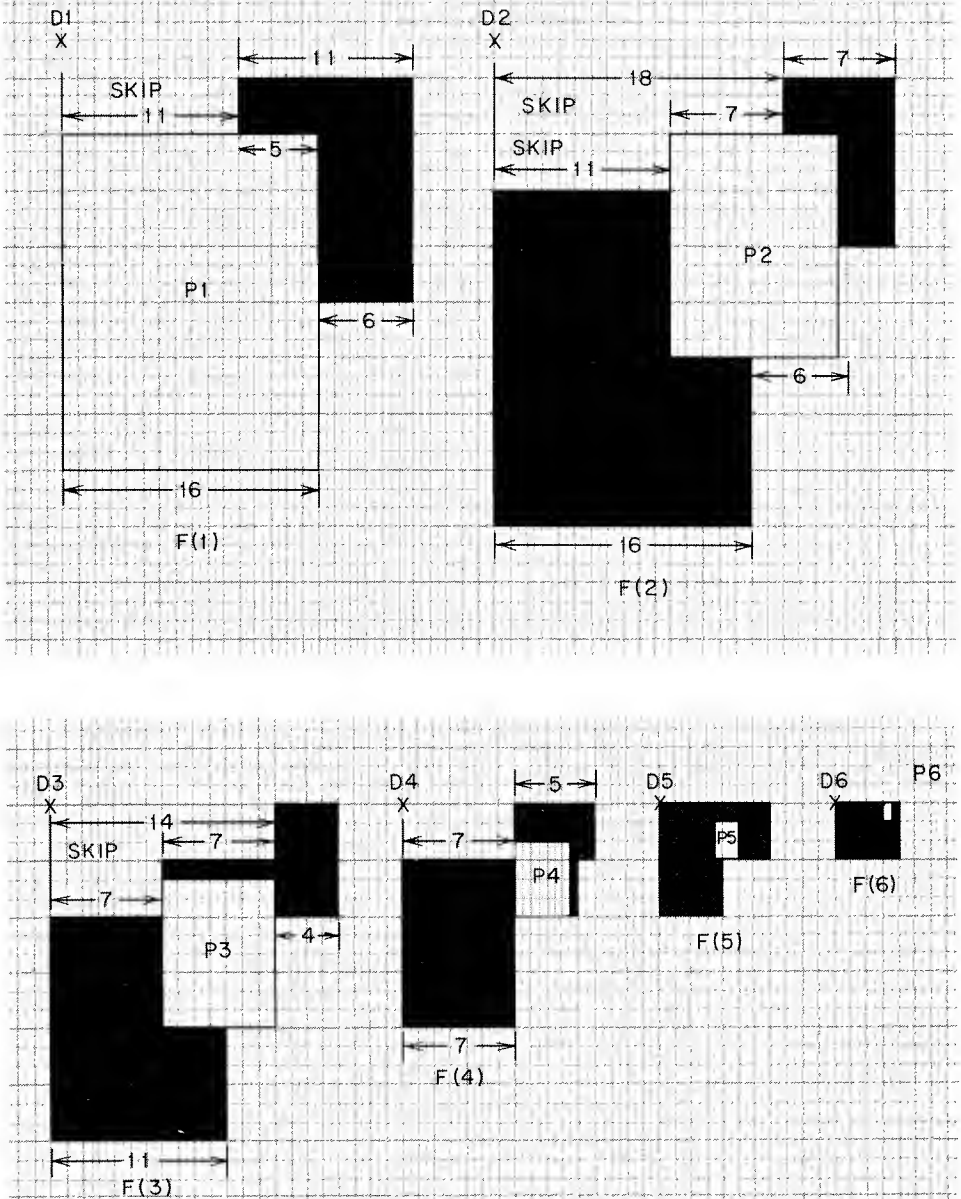 D1
X
11
SKIP
11
5
P1
6
16
F(1)
D2
X
7
18
SKIP
7
SKIP
11
P2
6
16
F(2)
D3
X
14
7
SKIP
7
P3
4
11
F(3)
D4
X
5
7
P4
7
F(4)
D5
X
P5
F(5)
D6
X
P6
F(6)